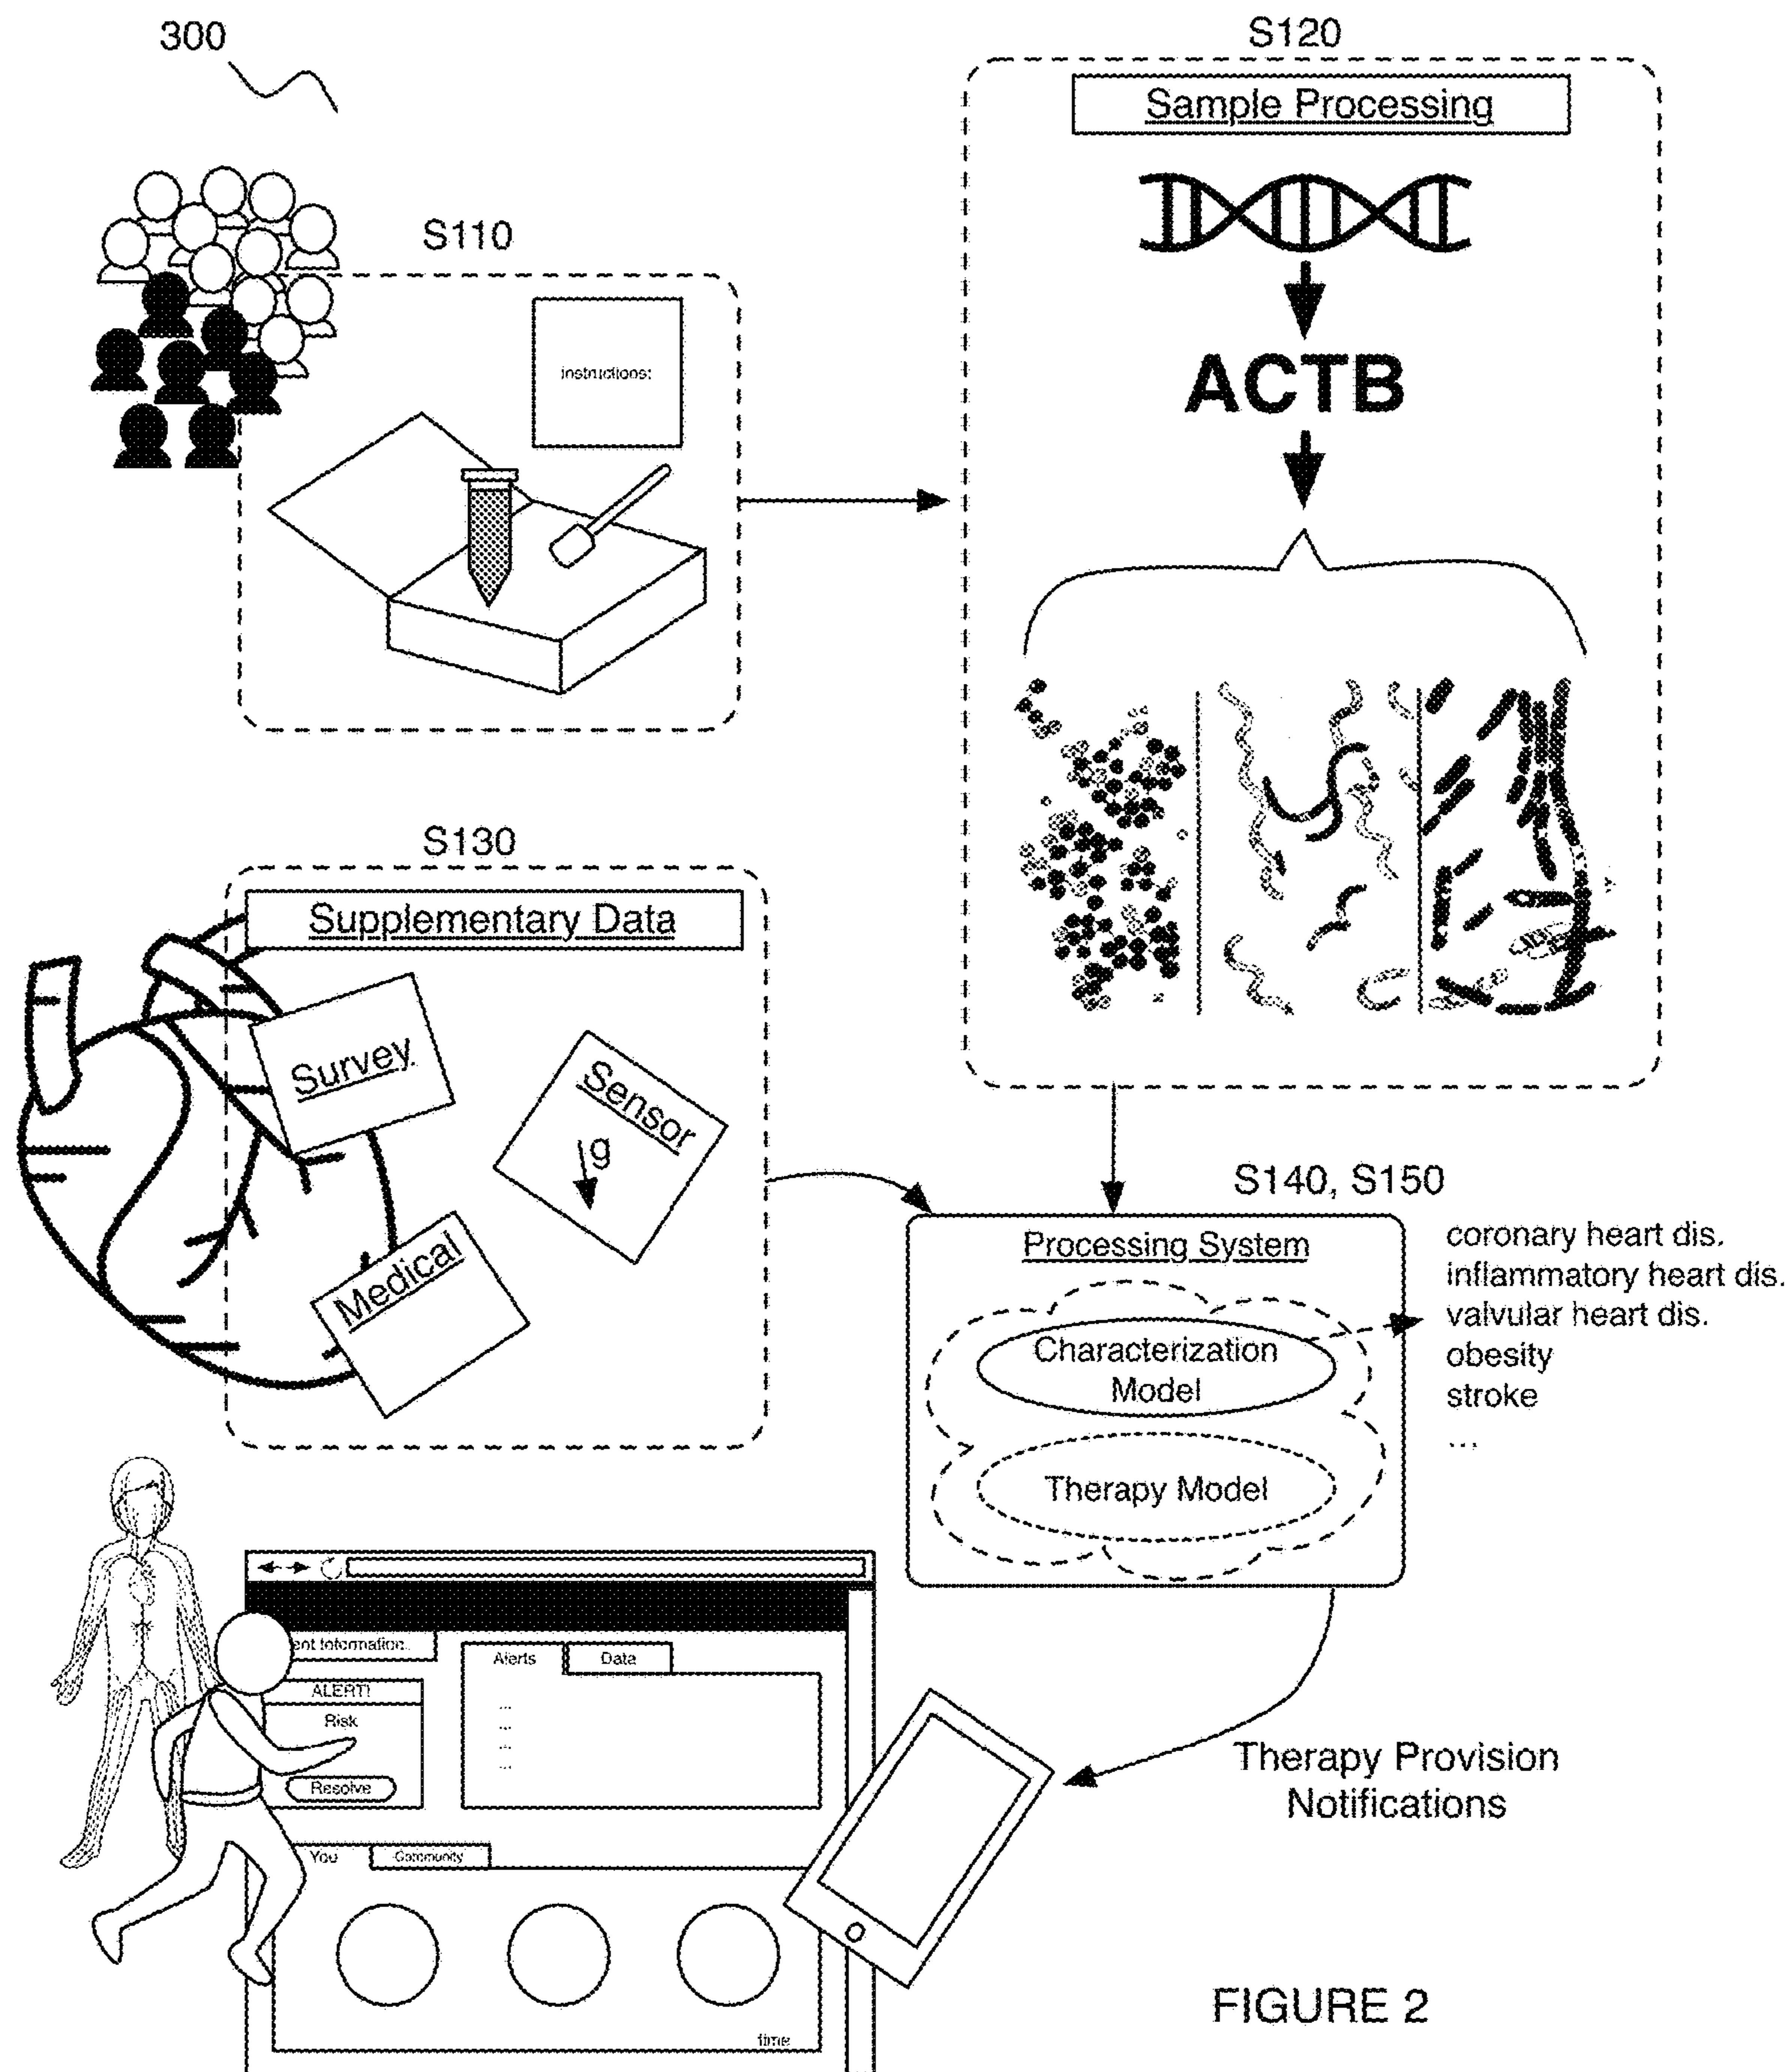 300
S120
Sample Processing
S110
instructions:
ACTB
S130
Supplementary Data
Survey
Sensor
g
Medical
S140, S150
Processing System
Characterization
Model
Therapy Model
coronary heart dis.
inflammatory heart dis.
valvular heart dis.
obesity
stroke
...
ent Information
Alerts
Data
ALERT!
Risk
Resolve
...
...
...
...
You
Community
time
Therapy Provision
Notifications
FIGURE 2